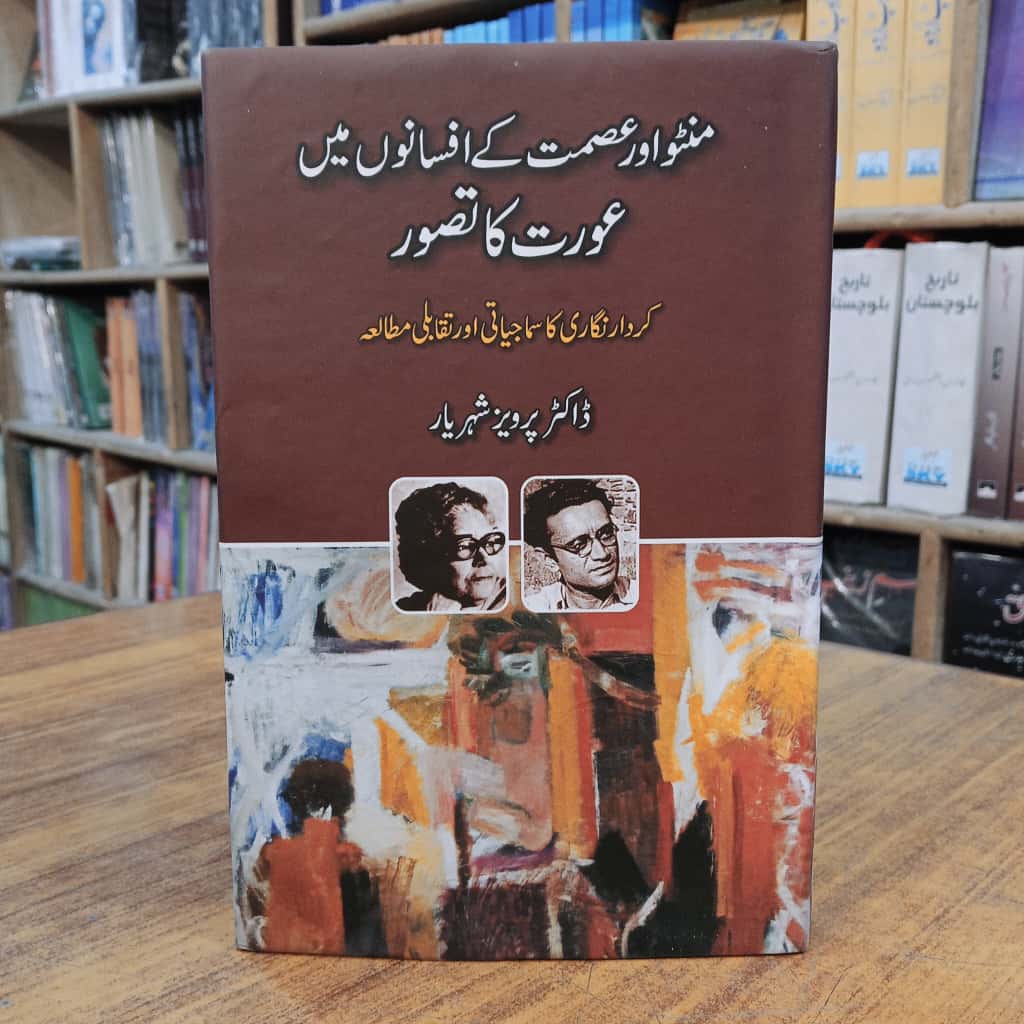 منٹو اور عصمت کے افسانوں میں
عورت کا تصور
کردار نگاری کا سماجیاتی اور تقابلی مطالعہ
ڈاکٹر پرویز شہریار
تاریخ
بلوچستان
تاریخ
بلوچستان